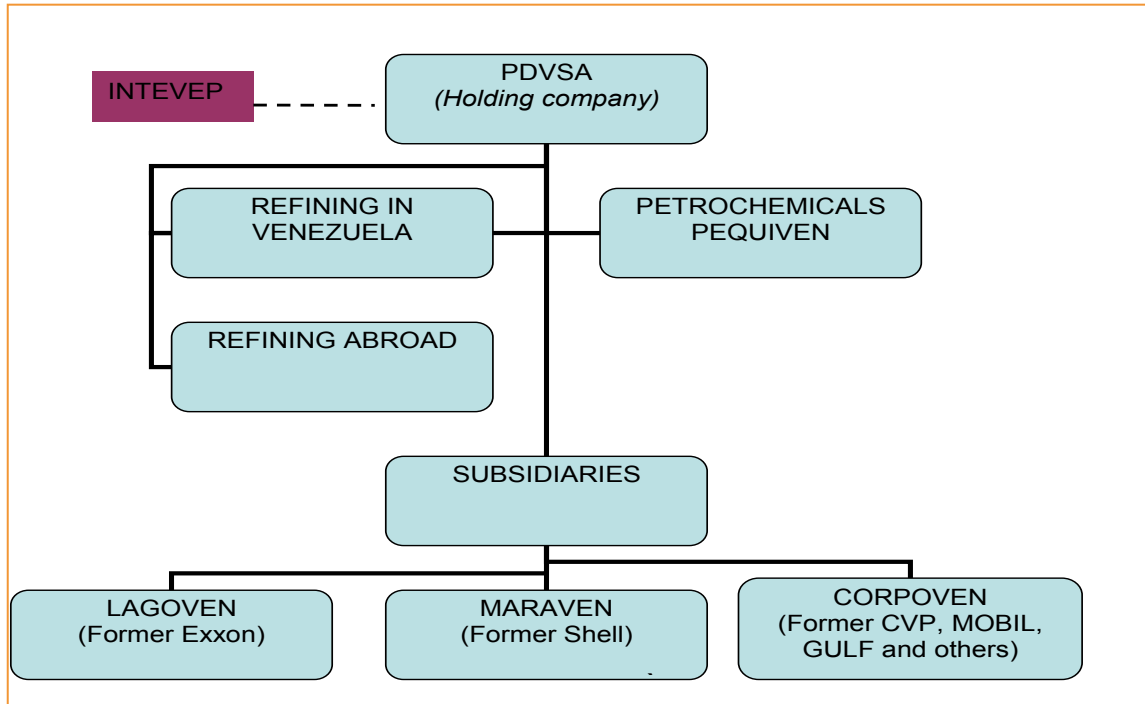 PDVSA
(Holding company)
INTEVEP
REFINING IN
VENEZUELA
PETROCHEMICALS
PEQUIVEN
REFINING ABROAD
SUBSIDIARIES
LAGOVEN
(Former Exxon)
MARAVEN
(Former Shell)
CORPOVEN
(Former CVP, MOBIL,
GULF and others)